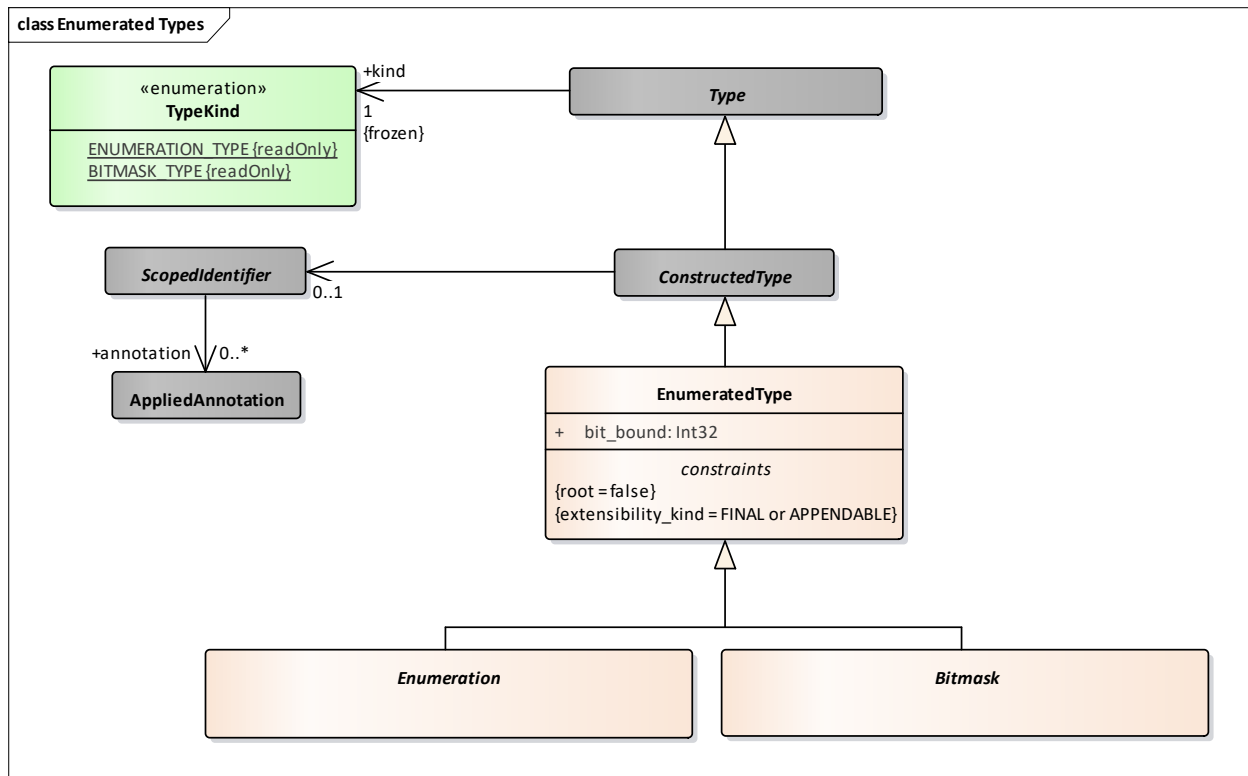 class Enumerated Types
«enumeration»
TypeKind
ENUMERATION_TYPE {readOnly}
BITMASK_TYPE {readOnly}
+kind
1
{frozen}
Type
ScopedIdentifier
0..1
ConstructedType
+annotation
0..*
AppliedAnnotation
EnumeratedType
+ bit_bound: Int32
constraints
{root = false}
{extensibility_kind = FINAL or APPENDABLE}
Enumeration
Bitmask